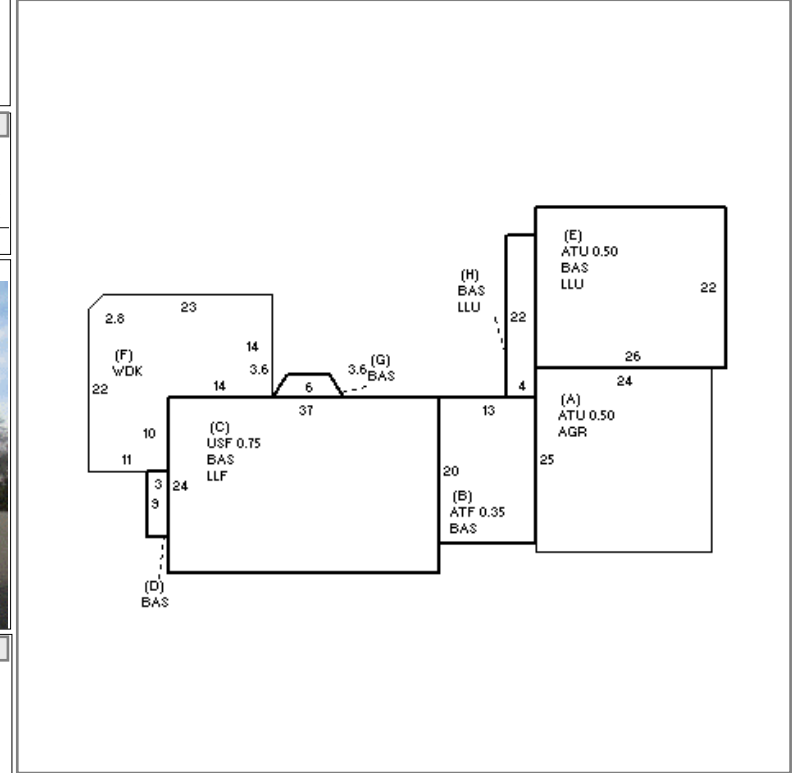 (E)
ATU 0.50
BAS
LLU
22
26
(H)
BAS
LLU
22
4
23
2.8
14
3.6
(F)
WDK
22
14
10
11
3.6
(G)
BAS
6
37
(C)
USF 0.75
BAS
LLF
24
3
9
(D)
BAS
13
20
(B)
ATF 0.35
BAS
24
(A)
ATU 0.50
AGR
25